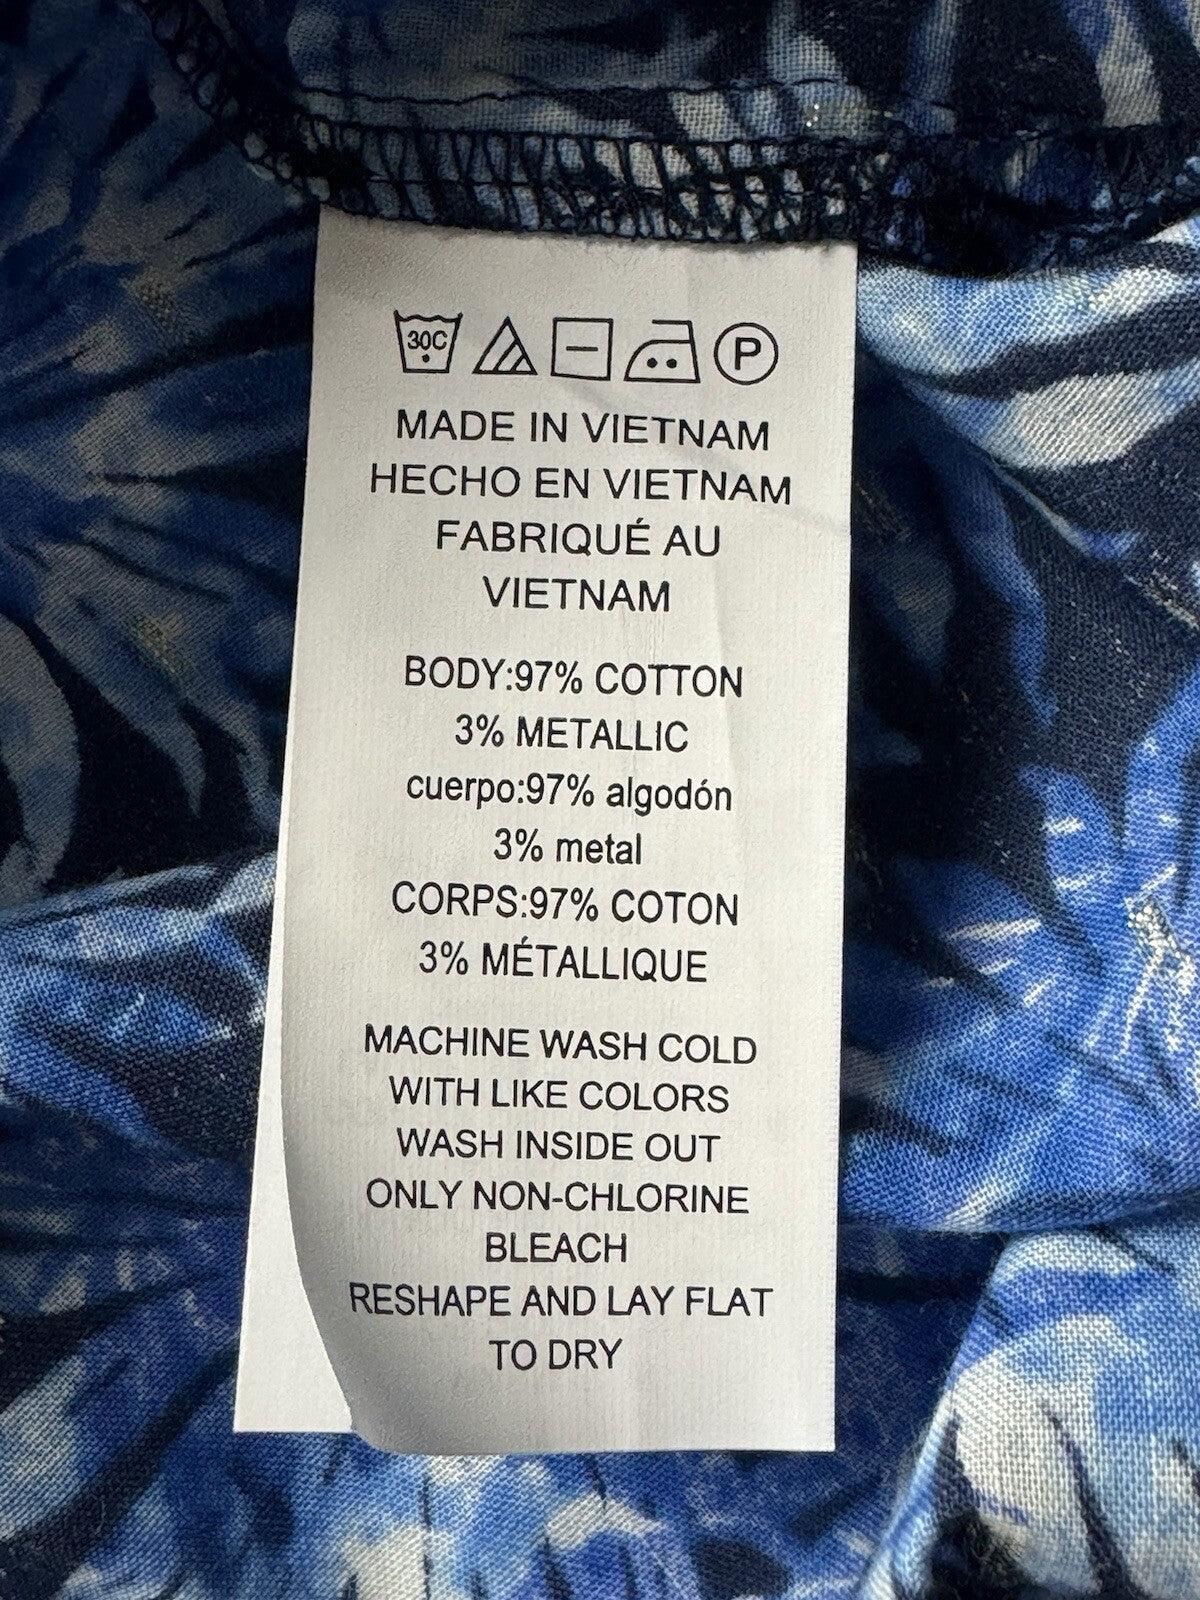 30C P
MADE IN VIETNAM
HECHO EN VIETNAM
FABRIQUÉ AU
VIETNAM
BODY:97% COTTON
3% METALLIC
cuerpo:97% algodón
3% metal
CORPS:97% COTON
3% MÉTALLIQUE
MACHINE WASH COLD
WITH LIKE COLORS
WASH INSIDE OUT
ONLY NON-CHLORINE
BLEACH
RESHAPE AND LAY FLAT
TO DRY